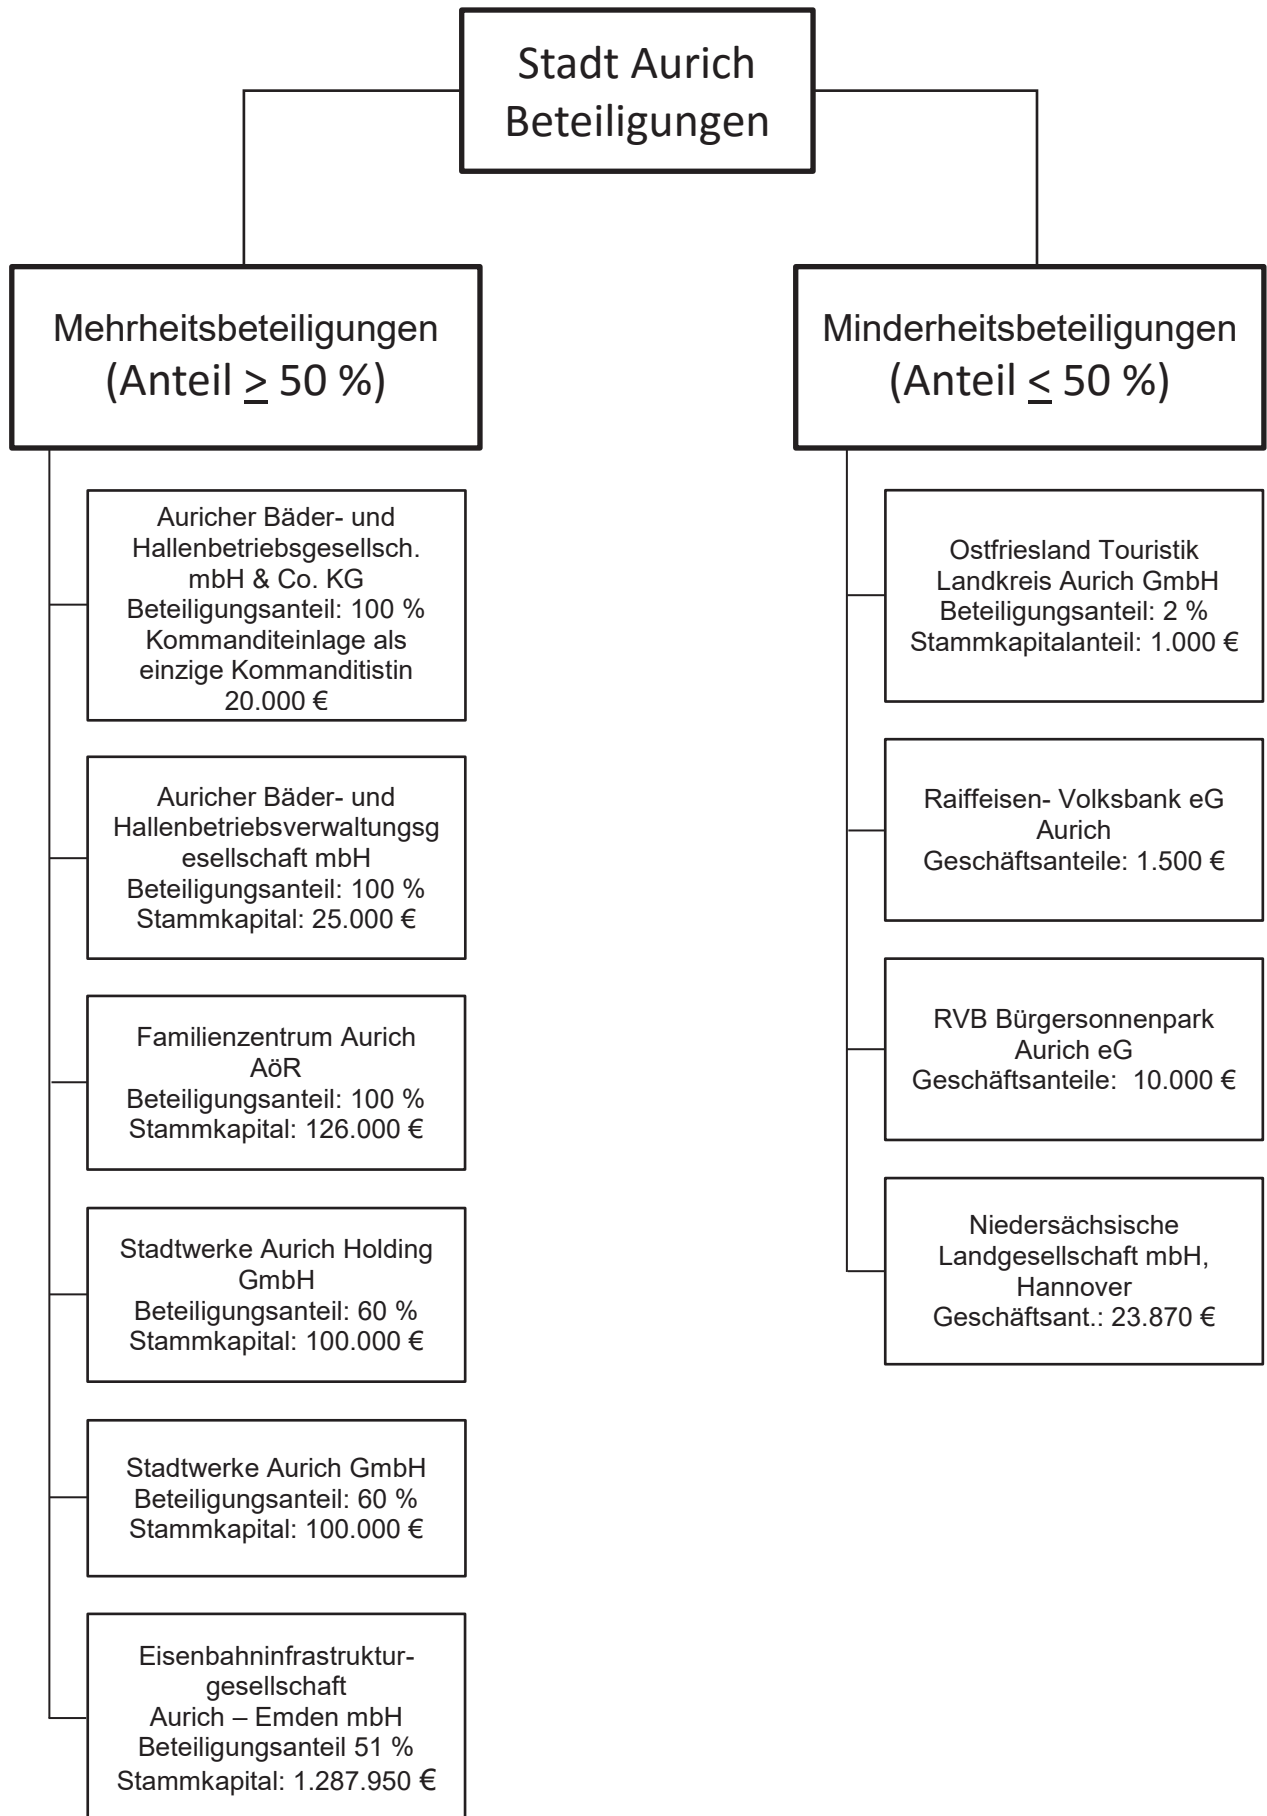 Stadt Aurich
Beteiligungen
Mehrheitsbeteiligungen
(Anteil ≥ 50 %)
Auricher Bäder- und
Hallenbetriebsgesellsch.
mbH & Co. KG
Beteiligungsanteil: 100 %
Kommanditeinlage als
einzige Kommanditistin
20.000 €
Auricher Bäder- und
Hallenbetriebsverwaltungsg
esellschaft mbH
Beteiligungsanteil: 100 %
Stammkapital: 25.000 €
Familienzentrum Aurich
AöR
Beteiligungsanteil: 100 %
Stammkapital: 126.000 €
Stadtwerke Aurich Holding
GmbH
Beteiligungsanteil: 60 %
Stammkapital: 100.000 €
Stadtwerke Aurich GmbH
Beteiligungsanteil: 60 %
Stammkapital: 100.000 €
Eisenbahninfrastruktur-
gesellschaft
Aurich – Emden mbH
Beteiligungsanteil 51 %
Stammkapital: 1.287.950 €
Minderheitsbeteiligungen
(Anteil ≤ 50 %)
Ostfriesland Touristik
Landkreis Aurich GmbH
Beteiligungsanteil: 2 %
Stammkapitalanteil: 1.000 €
Raiffeisen- Volksbank eG
Aurich
Geschäftsanteile: 1.500 €
RVB Bürgersonnenpark
Aurich eG
Geschäftsanteile: 10.000 €
Niedersächsische
Landgesellschaft mbH,
Hannover
Geschäftsant.: 23.870 €